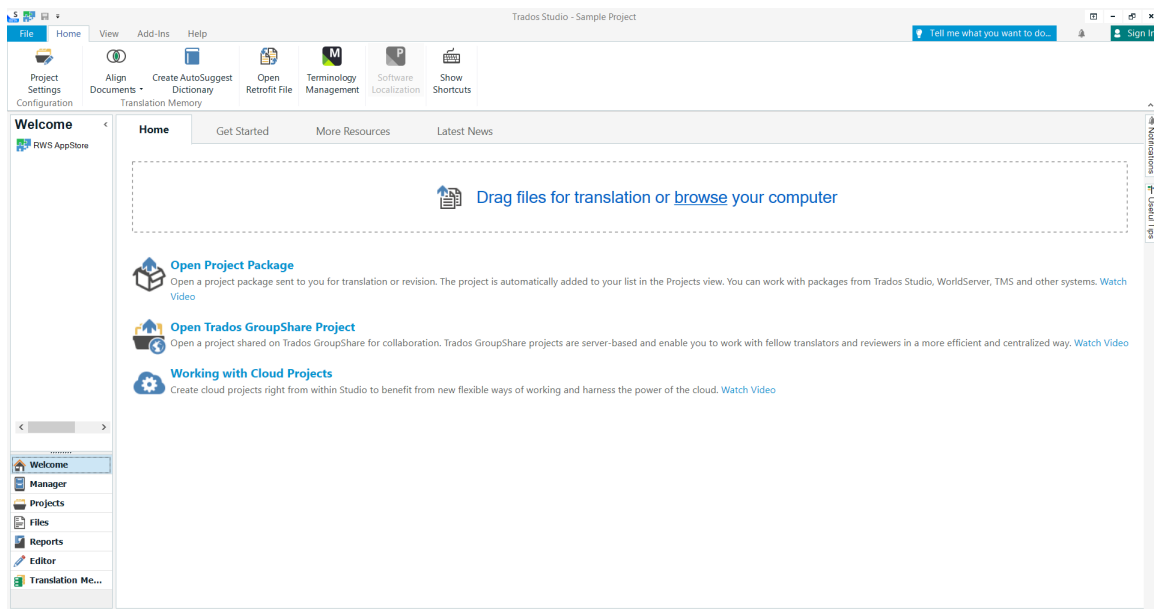 Trados Studio - Sample Project
File Home View Add-Ins Help
Tell me what you want to do...
Sign In
Project Settings
Align Documents
Create AutoSuggest Dictionary
Open Retrofit File
Terminology Management
Software Localization
Show Shortcuts
Configuration
Translation Memory
Welcome
RWS AppStore
Home Get Started More Resources Latest News
Notifications
Useful Tips
Drag files for translation or browse your computer
Open Project Package
Open a project package sent to you for translation or revision. The project is automatically added to your list in the Projects view. You can work with packages from Trados Studio, WorldServer, TMS and other systems. Watch
Video
Open Trados GroupShare Project
Open a project shared on Trados GroupShare for collaboration. Trados GroupShare projects are server-based and enable you to work with fellow translators and reviewers in a more efficient and centralized way. Watch Video
Working with Cloud Projects
Create cloud projects right from within Studio to benefit from new flexible ways of working and harness the power of the cloud. Watch Video
Welcome
Manager
Projects
Files
Reports
Editor
Translation Me...